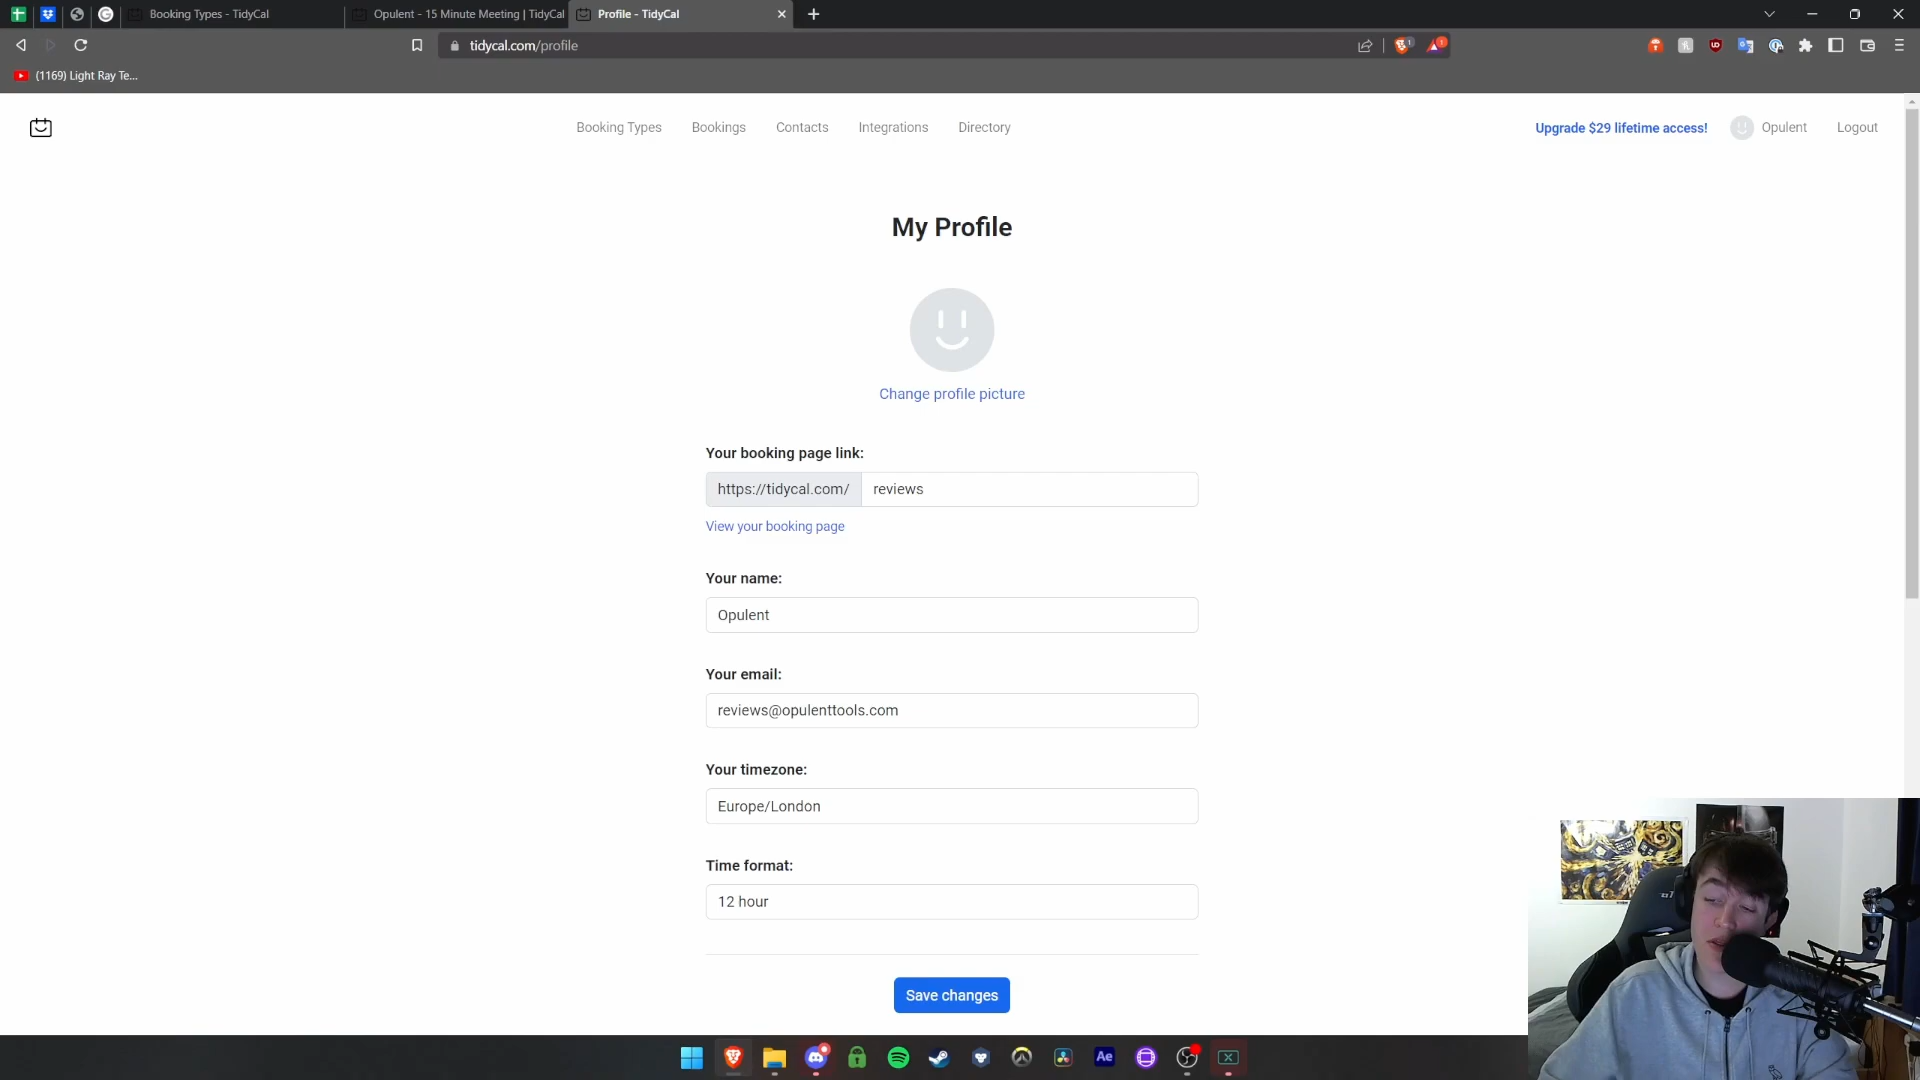 Booking Types - TidyCal
Opulent - 15 Minute Meeting | TidyCal
Profile - TidyCal
tidycal.com/profile
(1169) Light Ray Te...
Booking Types
Bookings
Contacts
Integrations
Directory
Upgrade $29 lifetime access!
Opulent
Logout
My Profile
Change profile picture
Your booking page link:
https://tidycal.com/
reviews
View your booking page
Your name:
Opulent
Your email:
reviews@opulenttools.com
Your timezone:
Europe/London
Time format:
12 hour
Save changes
Ae